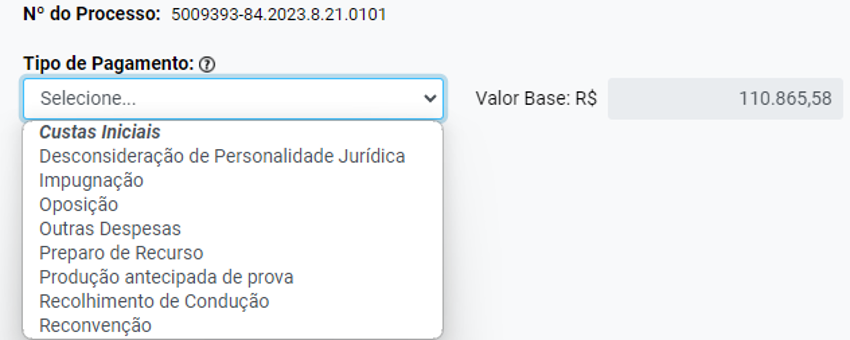 Nº do Processo: 5009393-84.2023.8.21.0101
Tipo de Pagamento: ?
Selecione... Valor Base: R$ 110.865,58
Custas Iniciais
Desconsideração de Personalidade Jurídica
Impugnação
Oposição
Outras Despesas
Preparo de Recurso
Produção antecipada de prova
Recolhimento de Condução
Reconvenção